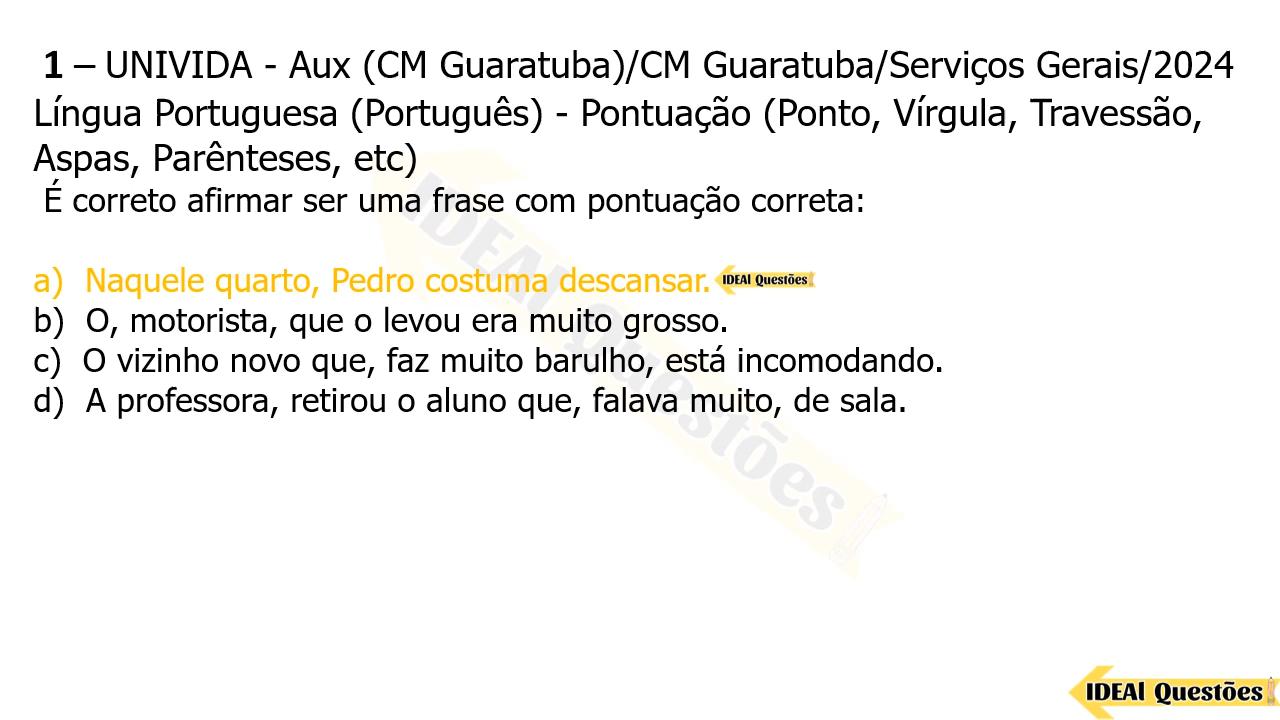 1 – UNIVIDA - Aux (CM Guaratuba)/CM Guaratuba/Serviços Gerais/2024
Língua Portuguesa (Português) - Pontuação (Ponto, Vírgula, Travessão,
Aspas, Parênteses, etc)
É correto afirmar ser uma frase com pontuação correta:
a) Naquele quarto, Pedro costuma descansar. IDEAl Questões
b) O, motorista, que o levou era muito grosso.
c) O vizinho novo que, faz muito barulho, está incomodando.
d) A professora, retirou o aluno que, falava muito, de sala.
IDEAl Questões
IDEAl Questões